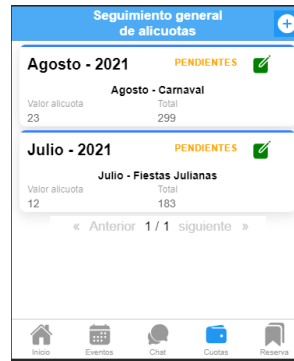 Seguimiento general
de alicuotas
Agosto - 2021 PENDIENTES
Agosto - Carnaval
Valor alicuota Total
23 299
Julio - 2021 PENDIENTES
Julio - Fiestas Julianas
Valor alicuota Total
12 183
« Anterior 1 / 1 siguiente »
Inicio Eventos Chat Cuotas Reserva